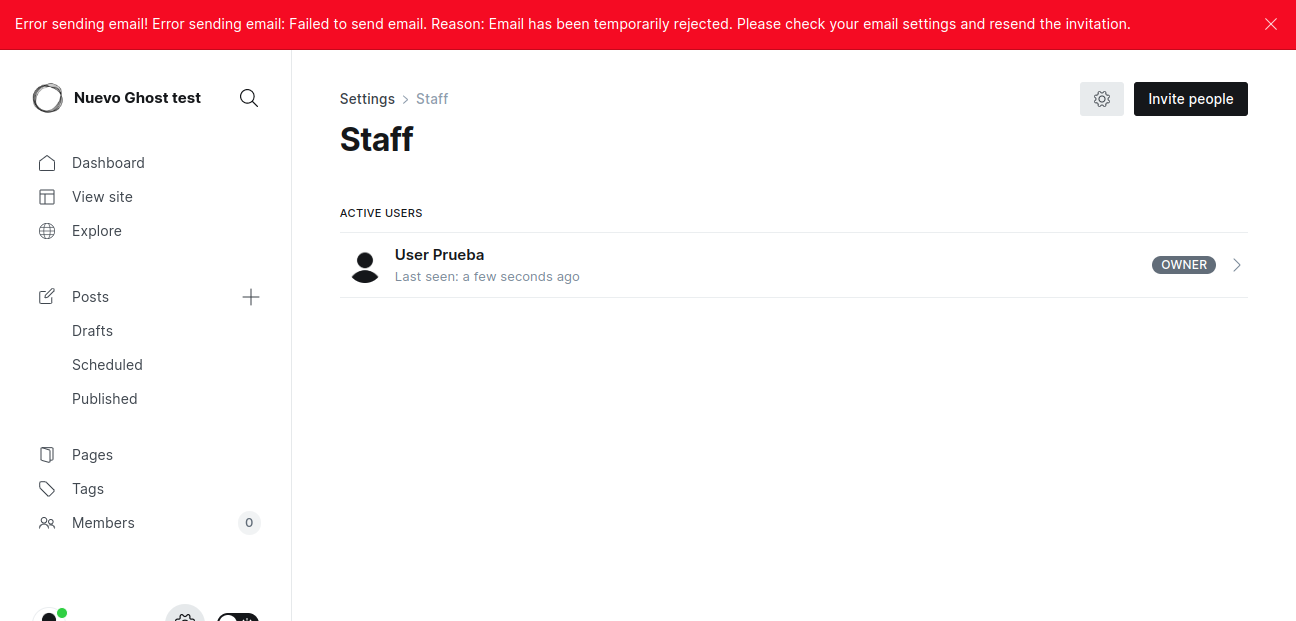 Error sending email! Error sending email: Failed to send email. Reason: Email has been temporarily rejected. Please check your email settings and resend the invitation.
Nuevo Ghost test
Dashboard
View site
Explore
Posts
Drafts
Scheduled
Published
Pages
Tags
Members
0
Settings > Staff
Invite people
Staff
ACTIVE USERS
User Prueba
OWNER
Last seen: a few seconds ago